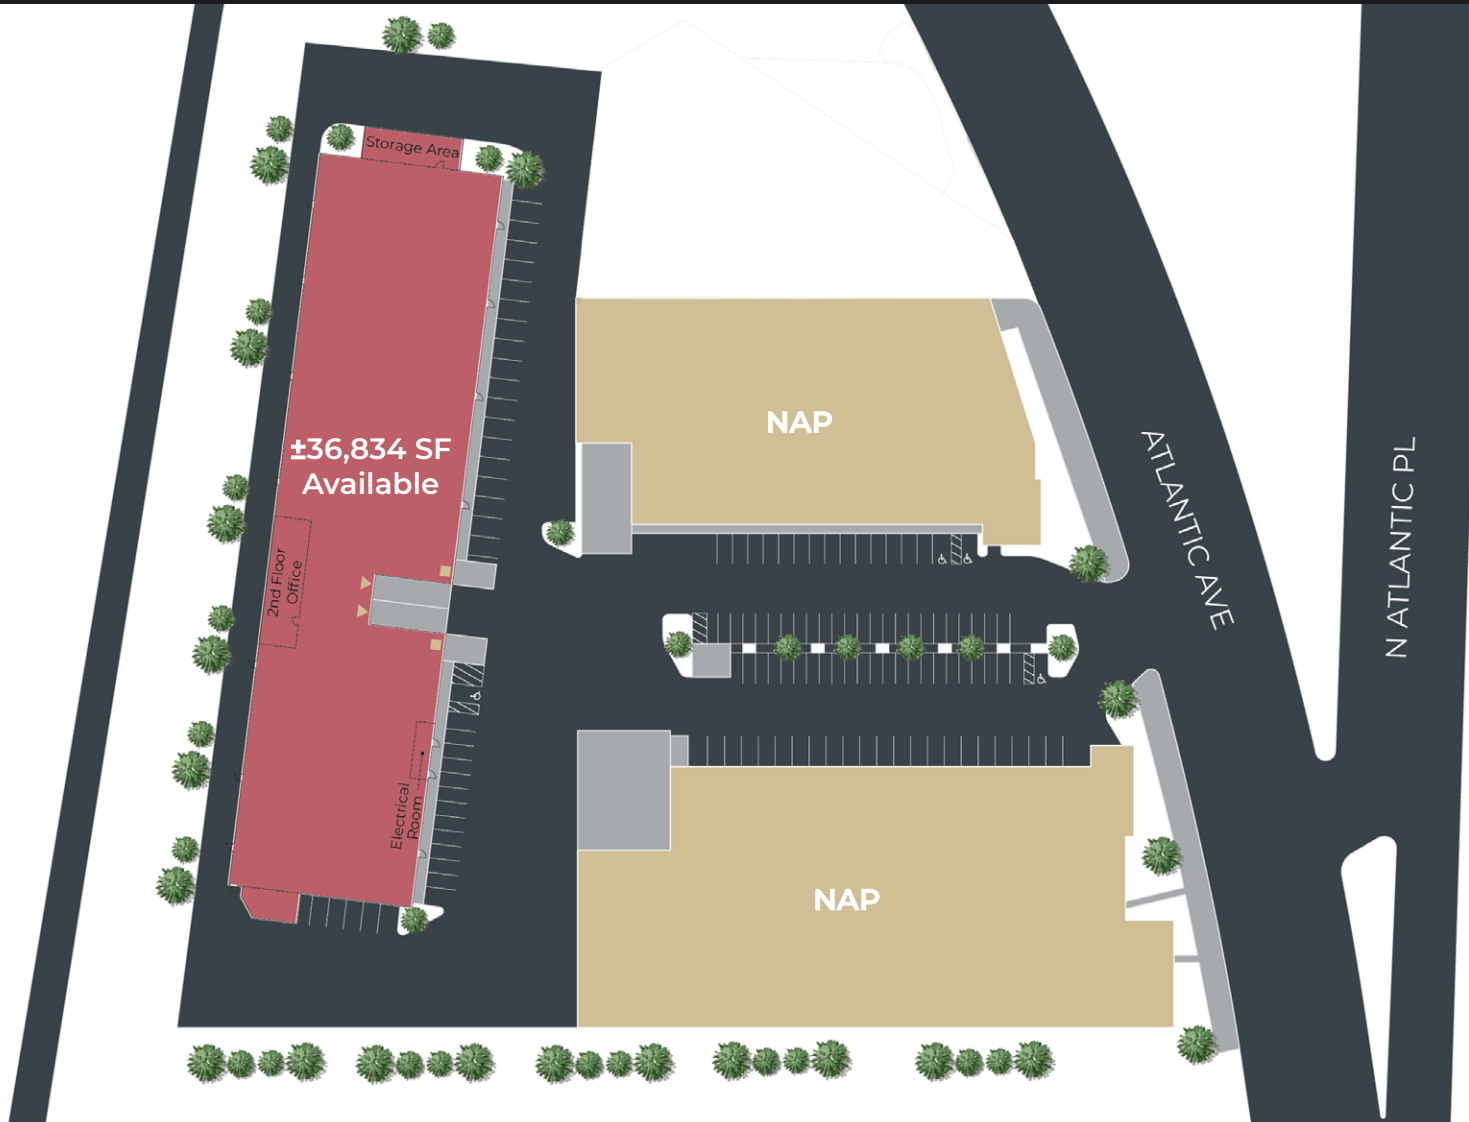 Storage Area
NAP
±36,834 SF
Available
ATLANTIC AVE
N ATLANTIC PL
2nd Floor
Office
Electrical
Room
NAP